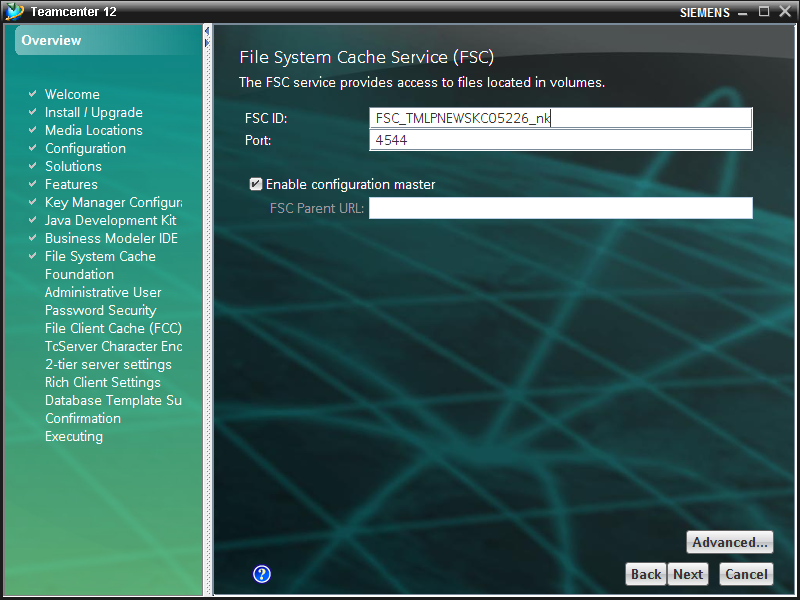 Teamcenter 12
SIEMENS
Overview
Welcome
Install / Upgrade
Media Locations
Configuration
Solutions
Features
Key Manager Configura
Java Development Kit
Business Modeler IDE
File System Cache
Foundation
Administrative User
Password Security
File Client Cache (FCC)
TcServer Character Enc
2-tier server settings
Rich Client Settings
Database Template Su
Confirmation
Executing
File System Cache Service (FSC)
The FSC service provides access to files located in volumes.
FSC ID: FSC_TMLPNEWSKC05226_nk
Port: 4544
Enable configuration master
FSC Parent URL:
Advanced...
? Back Next Cancel